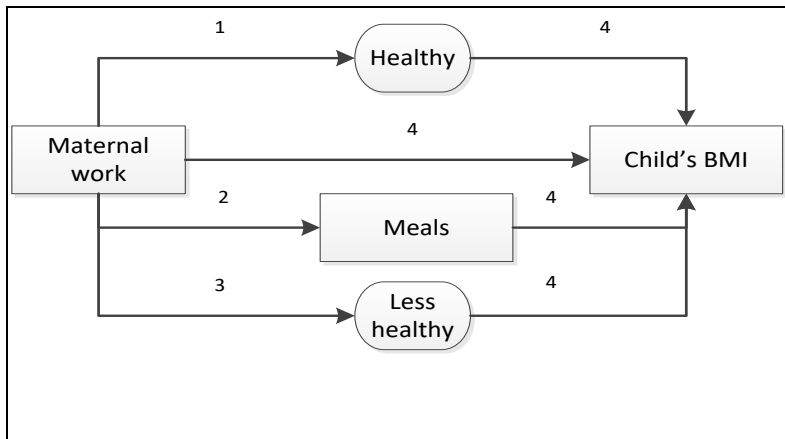 1
4
Healthy
4
Maternal
work
Child's BMI
2
4
Meals
3
4
Less
healthy